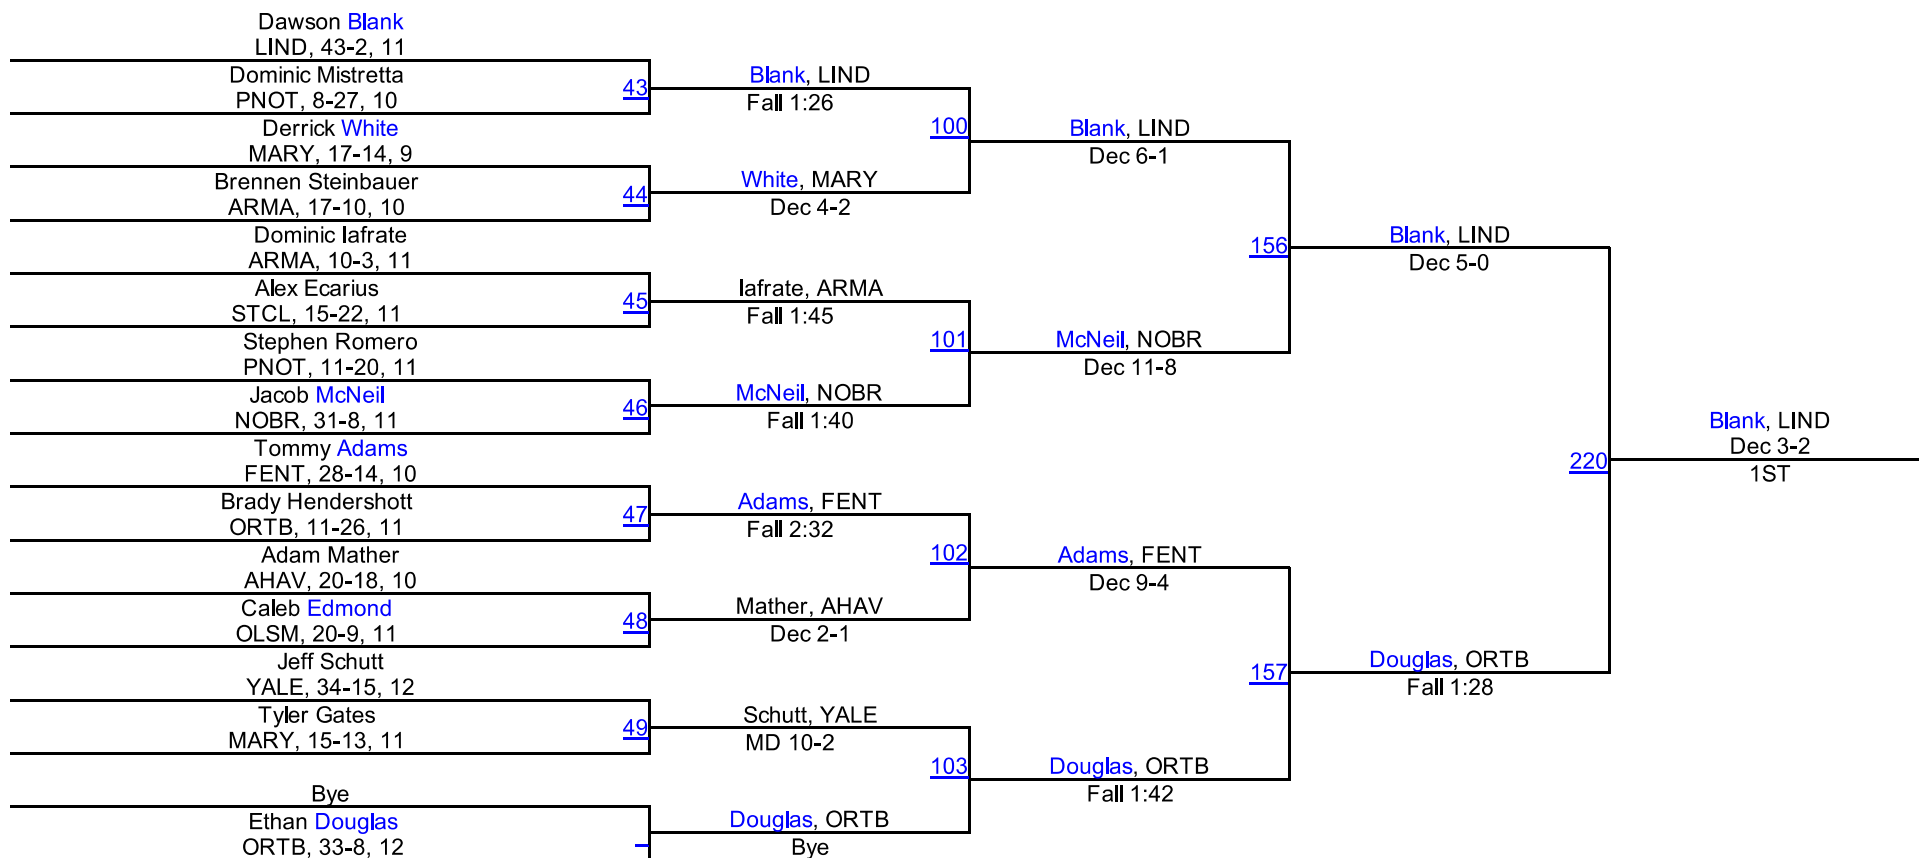 Dawson Blank
LIND, 43-2, 11
Dominic Mistretta
PNOT, 8-27, 10
Derrick White
MARY, 17-14, 9
Brennen Steinbauer
ARMA, 17-10, 10
Dominic Iafrate
ARMA, 10-3, 11
Alex Ecarius
STCL, 15-22, 11
Stephen Romero
PNOT, 11-20, 11
Jacob McNeil
NOBR, 31-8, 11
Tommy Adams
FENT, 28-14, 10
Brady Hendershott
ORTB, 11-26, 11
Adam Mather
AHAV, 20-18, 10
Caleb Edmond
OLSM, 20-9, 11
Jeff Schutt
YALE, 34-15, 12
Tyler Gates
MARY, 15-13, 11
Bye
Ethan Douglas
ORTB, 33-8, 12
43
44
45
46
47
48
49
Blank, LIND
Fall 1:26
White, MARY
Dec 4-2
Iafrate, ARMA
Fall 1:45
McNeil, NOBR
Fall 1:40
Adams, FENT
Fall 2:32
Mather, AHAV
Dec 2-1
Schutt, YALE
MD 10-2
Douglas, ORTB
Bye
100
101
102
103
Blank, LIND
Dec 6-1
McNeil, NOBR
Dec 11-8
Adams, FENT
Dec 9-4
Douglas, ORTB
Fall 1:42
156
157
Blank, LIND
Dec 5-0
Douglas, ORTB
Fall 1:28
220
Blank, LIND
Dec 3-2
1ST